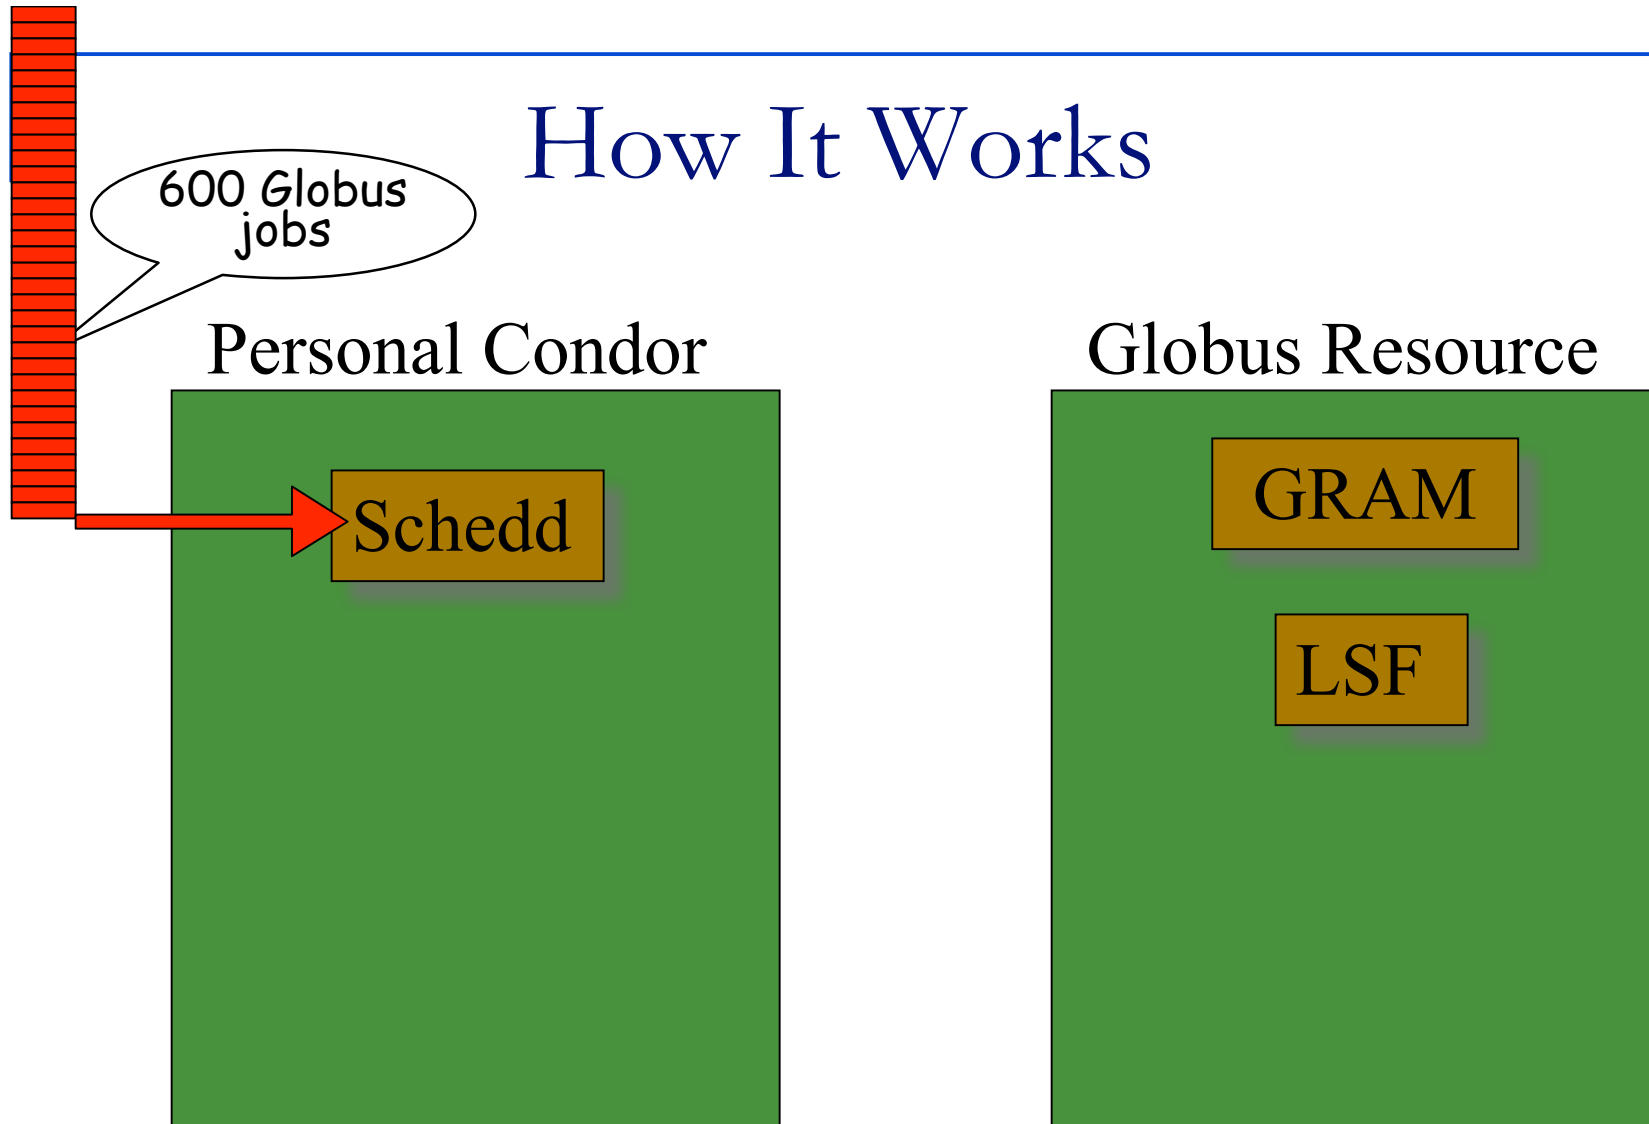 How It Works
600 Globus
jobs
Personal Condor
Globus Resource
Schedd
GRAM
LSF